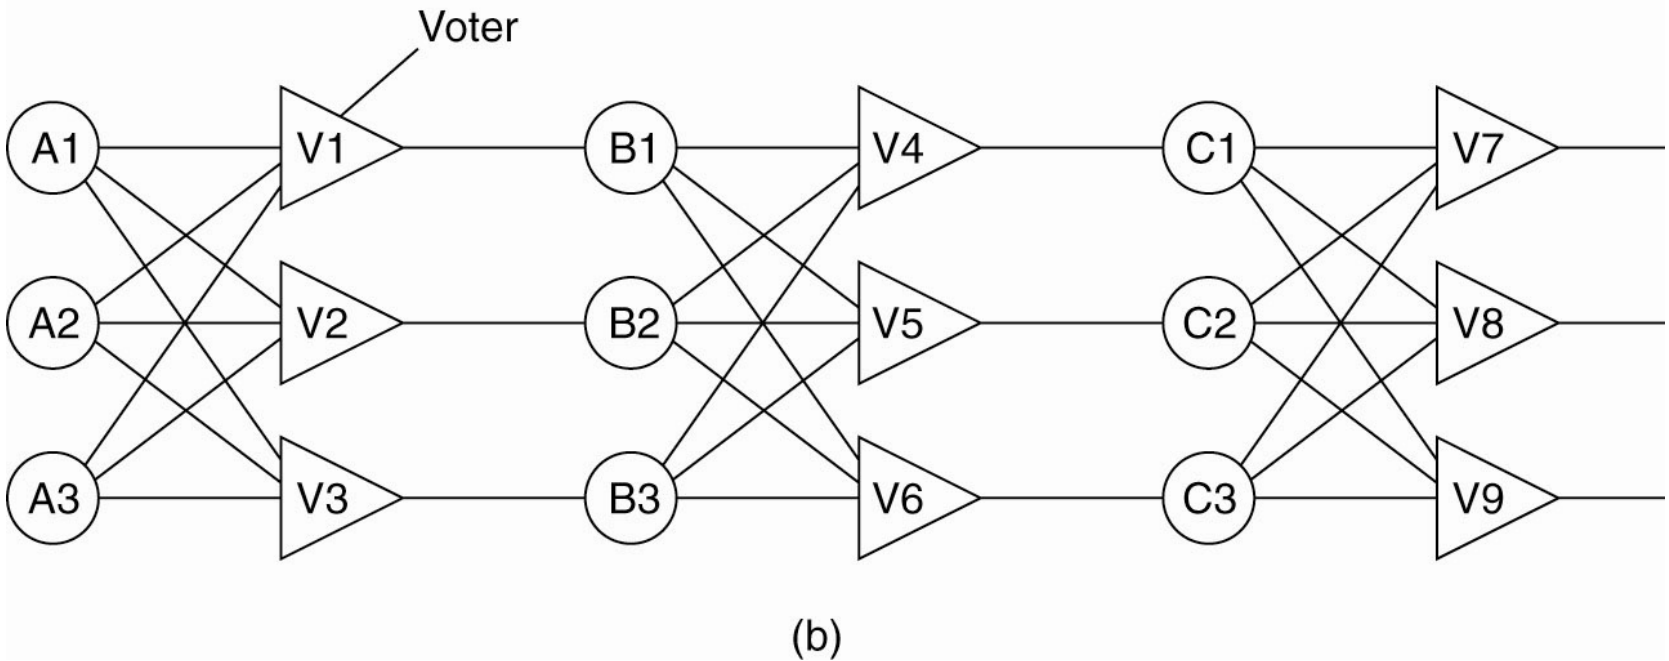 Voter
A1 V1 B1 V4 C1 V7
A2 V2 B2 V5 C2 V8
A3 V3 B3 V6 C3 V9
(b)